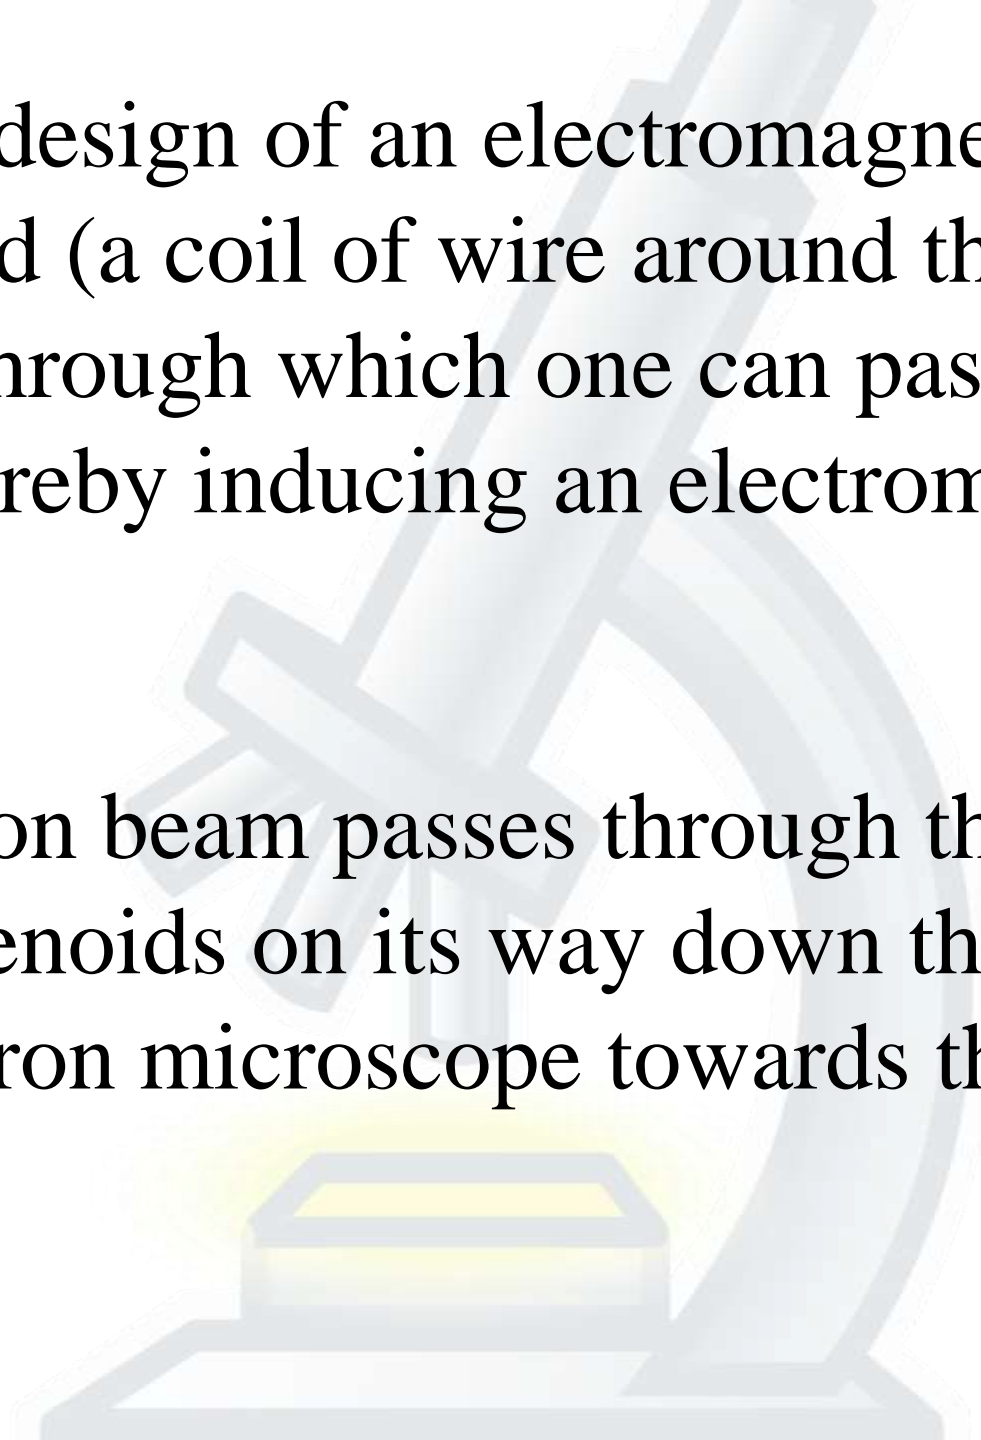 design of an electromagne
d (a coil of wire around th
hrough which one can pas
reby inducing an electrom
on beam passes through th
enoids on its way down th
ron microscope towards th